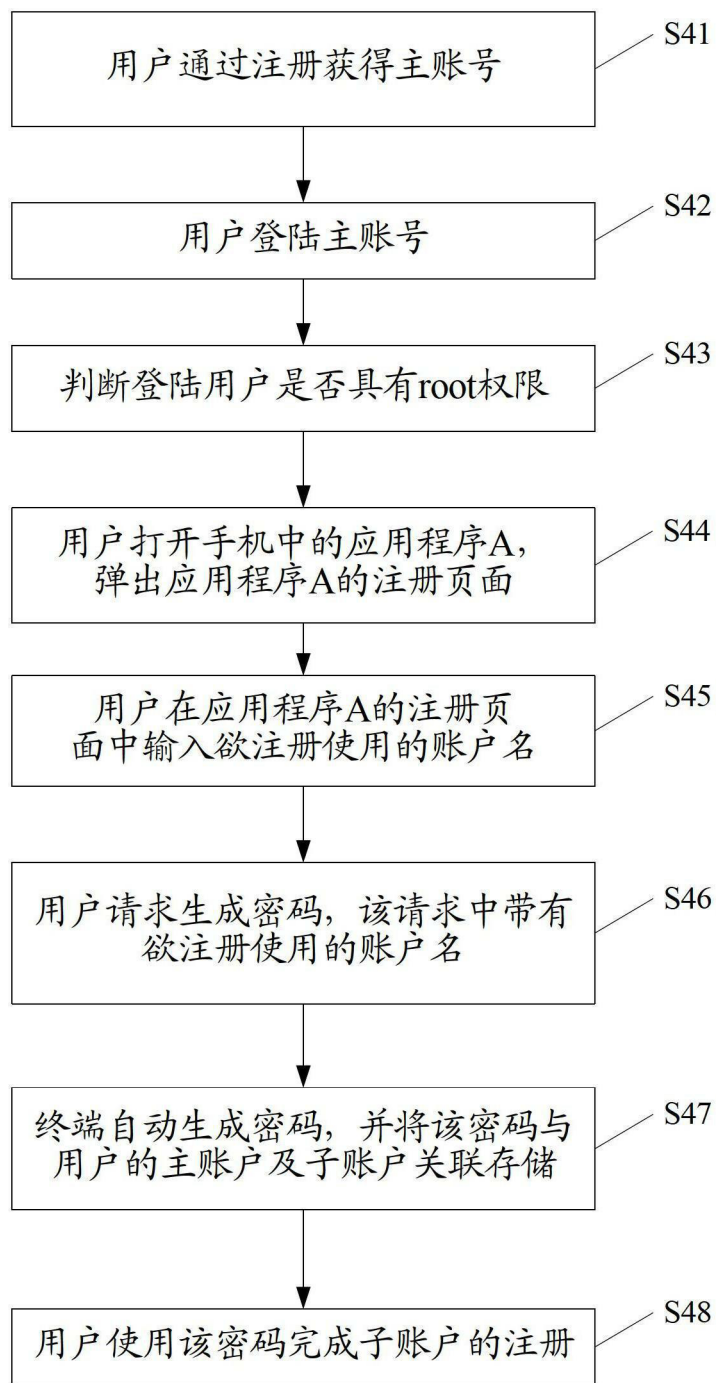 用户通过注册获得主账号
S41
用户登陆主账号
S42
判断登陆用户是否具有root权限
S43
用户打开手机中的应用程序A，
弹出应用程序A的注册页面
S44
用户在应用程序A的注册页
面中输入欲注册使用的账户名
S45
用户请求生成密码，该请求中带有
欲注册使用的账户名
S46
终端自动生成密码，并将该密码与
用户的主账户及子账户关联存储
S47
用户使用该密码完成子账户的注册
S48